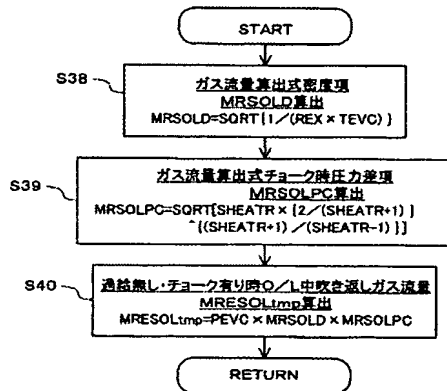 START
S38
ガス流量算出式密度項
MRSOLD算出
MRSOLD=SQRT{1／(REX×TEVC)}
S39
ガス流量算出式チョーク時圧力差項
MRSOLPC算出
MRSOLPC=SQRT[SHEATR×{2／(SHEATR+1)}
^{(SHEATR+1)／(SHEATR−1)}]
S40
過給無し・チョーク有り時O／L中吹き返しガス流量
MRESOLtmp算出
MRESOLtmp=PEVC×MRSOLD×MRSOLPC
RETURN